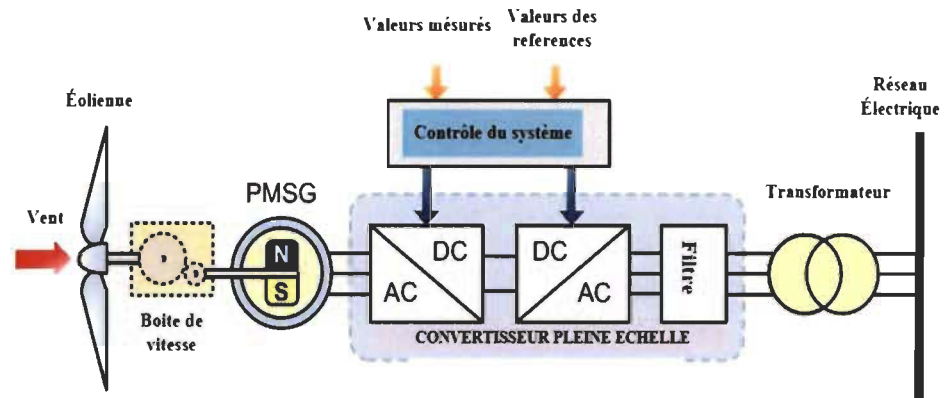 Valeurs mésurés
Valeurs des
references
Réseau
Électrique
Éolienne
Contrôle du système
Transformateur
PMSG
Vent
N
S
DC
AC
DC
AC
Filtre
Boite de
vitesse
CONVERTISSEUR PLEINE ECHELLE